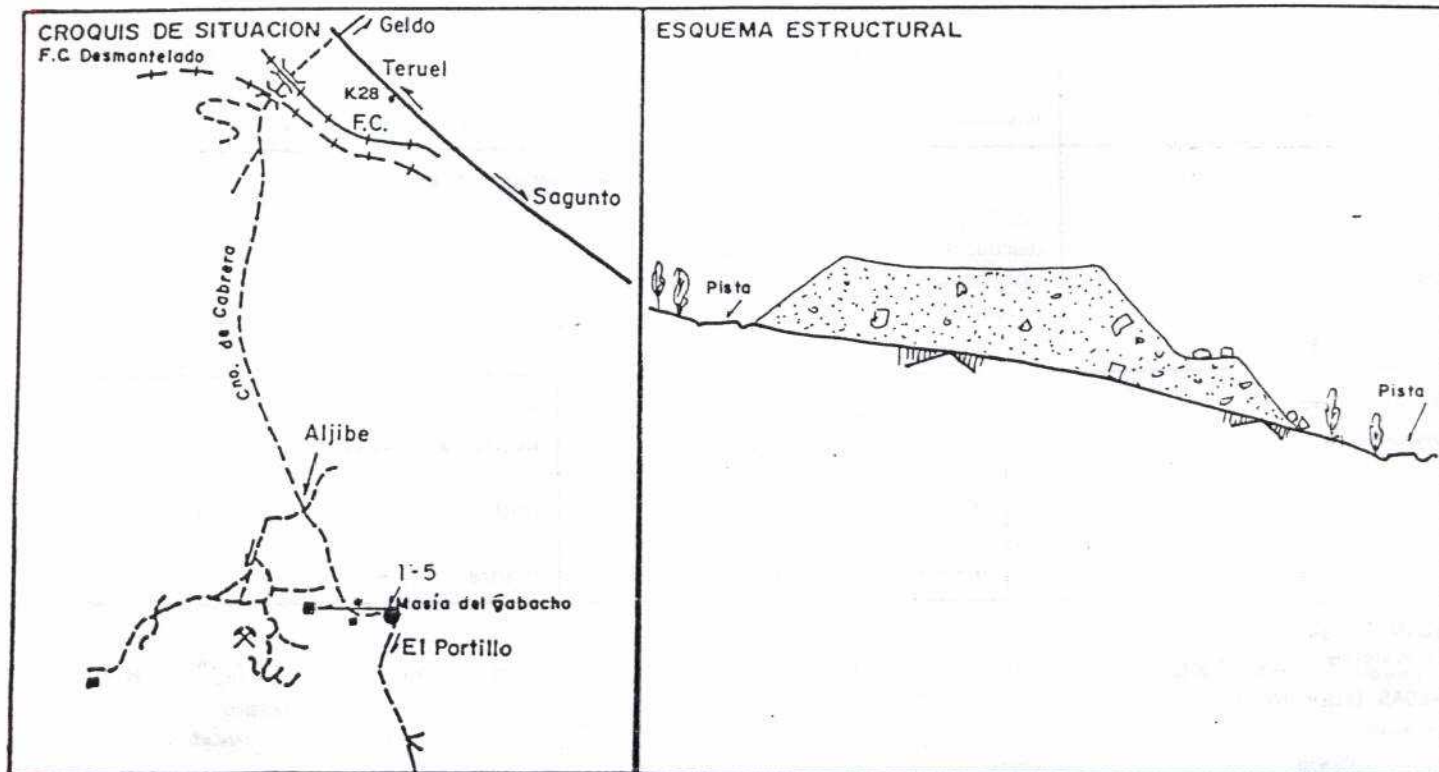 CROQUIS DE SITUACION
F.C. Desmantelado
Geldo
Teruel
K28
F.C.
Sagunto
Cno. de Cabrera
Aljibe
1-5
Masía del Gabacho
El Portillo
ESQUEMA ESTRUCTURAL
Pista
Pista